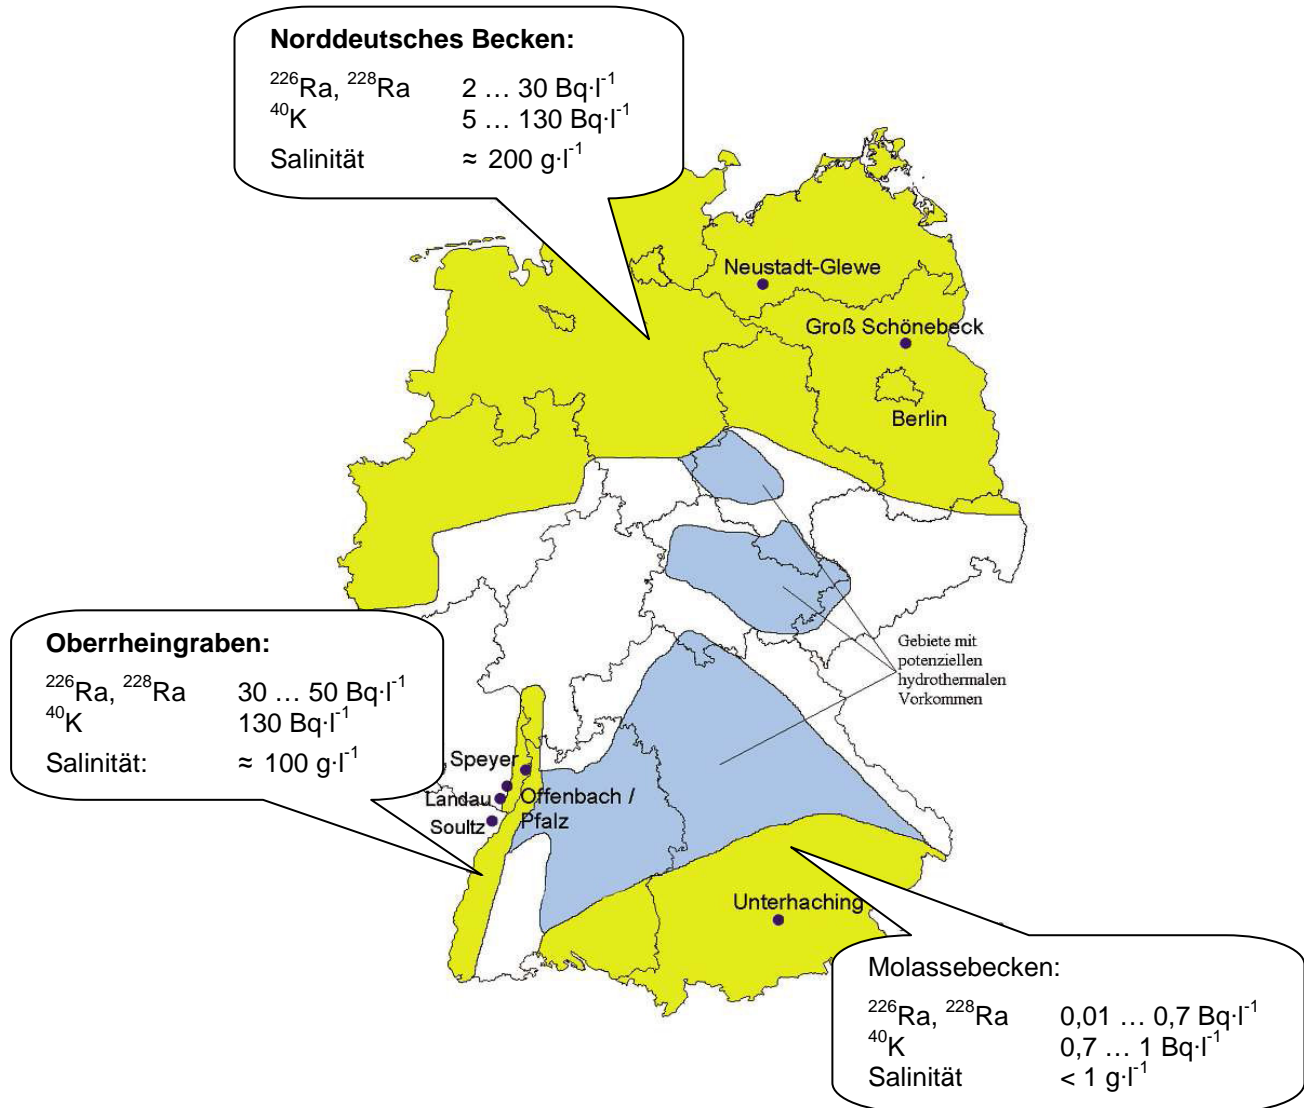 Norddeutsches Becken:
²²⁶Ra, ²²⁸Ra 2 … 30 Bq·l⁻¹
⁴⁰K 5 … 130 Bq·l⁻¹
Salinität ≈ 200 g·l⁻¹
Neustadt-Glewe
Groß Schönebeck
Berlin
Gebiete mit
potenziellen
hydrothermalen
Vorkommen
Oberrheingraben:
²²⁶Ra, ²²⁸Ra 30 … 50 Bq·l⁻¹
⁴⁰K 130 Bq·l⁻¹
Salinität: ≈ 100 g·l⁻¹
Speyer
Landau
Offenbach /
Pfalz
Soultz
Unterhaching
Molassebecken:
²²⁶Ra, ²²⁸Ra 0,01 … 0,7 Bq·l⁻¹
⁴⁰K 0,7 … 1 Bq·l⁻¹
Salinität < 1 g·l⁻¹